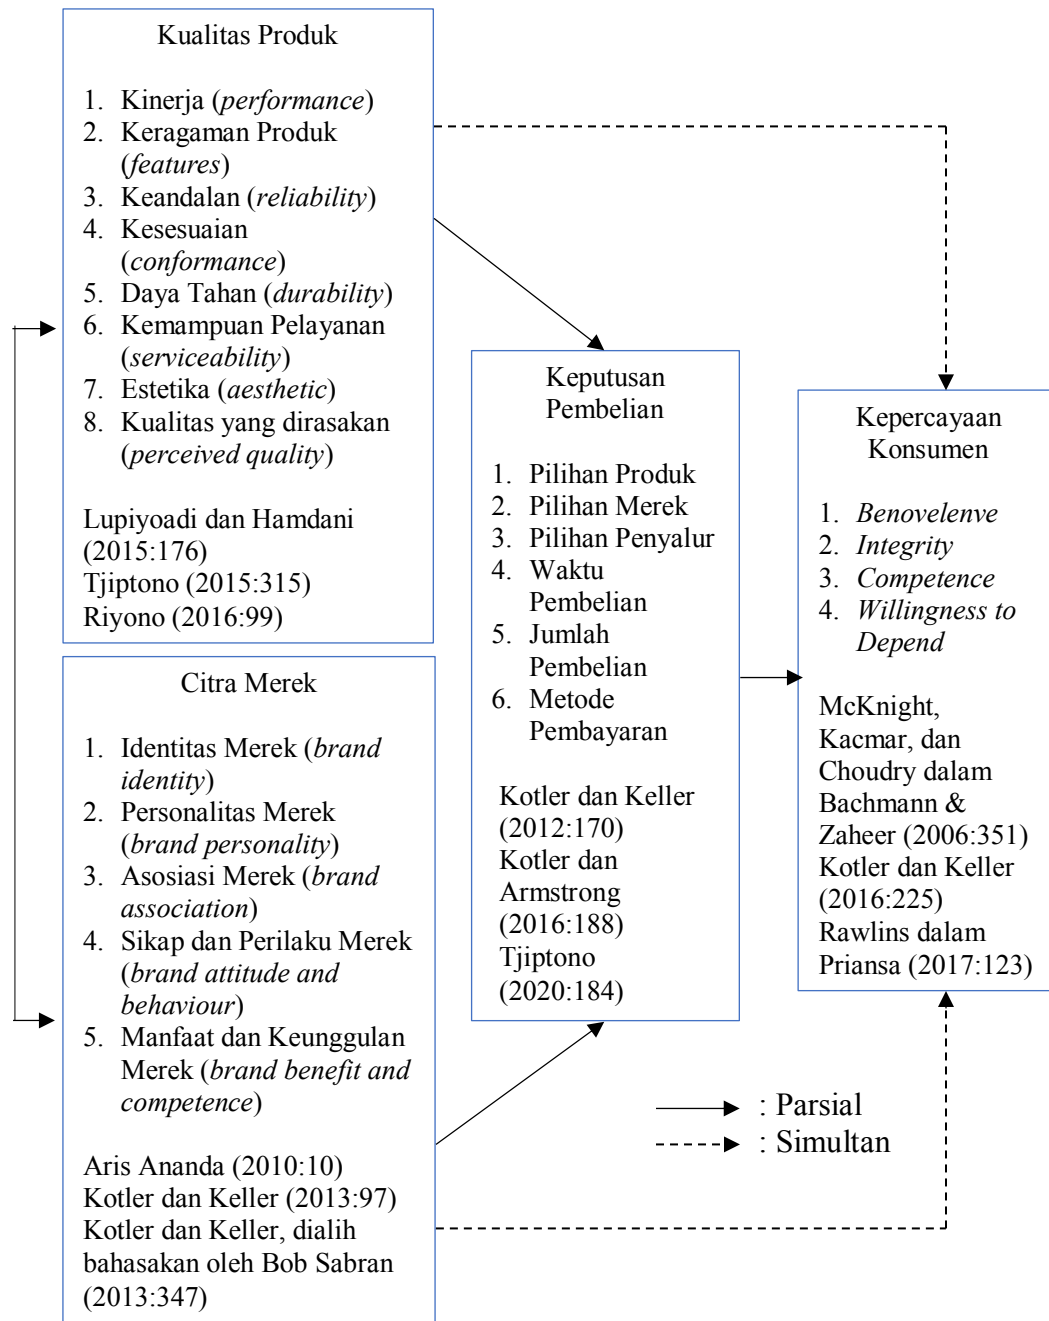 Kualitas Produk
1. Kinerja (performance)
2. Keragaman Produk
(features)
3. Keandalan (reliability)
4. Kesesuaian
(conformance)
5. Daya Tahan (durability)
6. Kemampuan Pelayanan
(serviceability)
7. Estetika (aesthetic)
8. Kualitas yang dirasakan
(perceived quality)
Lupiyoadi dan Hamdani
(2015:176)
Tjiptono (2015:315)
Riyono (2016:99)
Citra Merek
1. Identitas Merek (brand
identity)
2. Personalitas Merek
(brand personality)
3. Asosiasi Merek (brand
association)
4. Sikap dan Perilaku Merek
(brand attitude and
behaviour)
5. Manfaat dan Keunggulan
Merek (brand benefit and
competence)
Aris Ananda (2010:10)
Kotler dan Keller (2013:97)
Kotler dan Keller, dialih
bahasakan oleh Bob Sabran
(2013:347)
Keputusan
Pembelian
1. Pilihan Produk
2. Pilihan Merek
3. Pilihan Penyalur
4. Waktu
Pembelian
5. Jumlah
Pembelian
6. Metode
Pembayaran
Kotler dan Keller
(2012:170)
Kotler dan
Armstrong
(2016:188)
Tjiptono
(2020:184)
Kepercayaan
Konsumen
1. Benovelenve
2. Integrity
3. Competence
4. Willingness to
Depend
McKnight,
Kacmar, dan
Choudry dalam
Bachmann &
Zaheer (2006:351)
Kotler dan Keller
(2016:225)
Rawlins dalam
Priansa (2017:123)
: Parsial
: Simultan